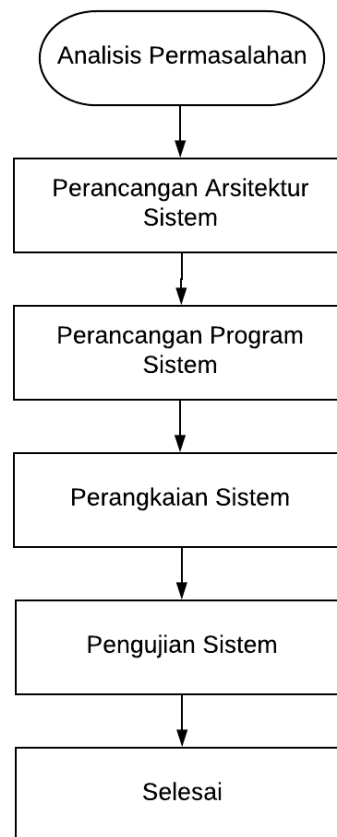 Analisis Permasalahan
Perancangan Arsitektur
Sistem
Perancangan Program
Sistem
Perangkaian Sistem
Pengujian Sistem
Selesai